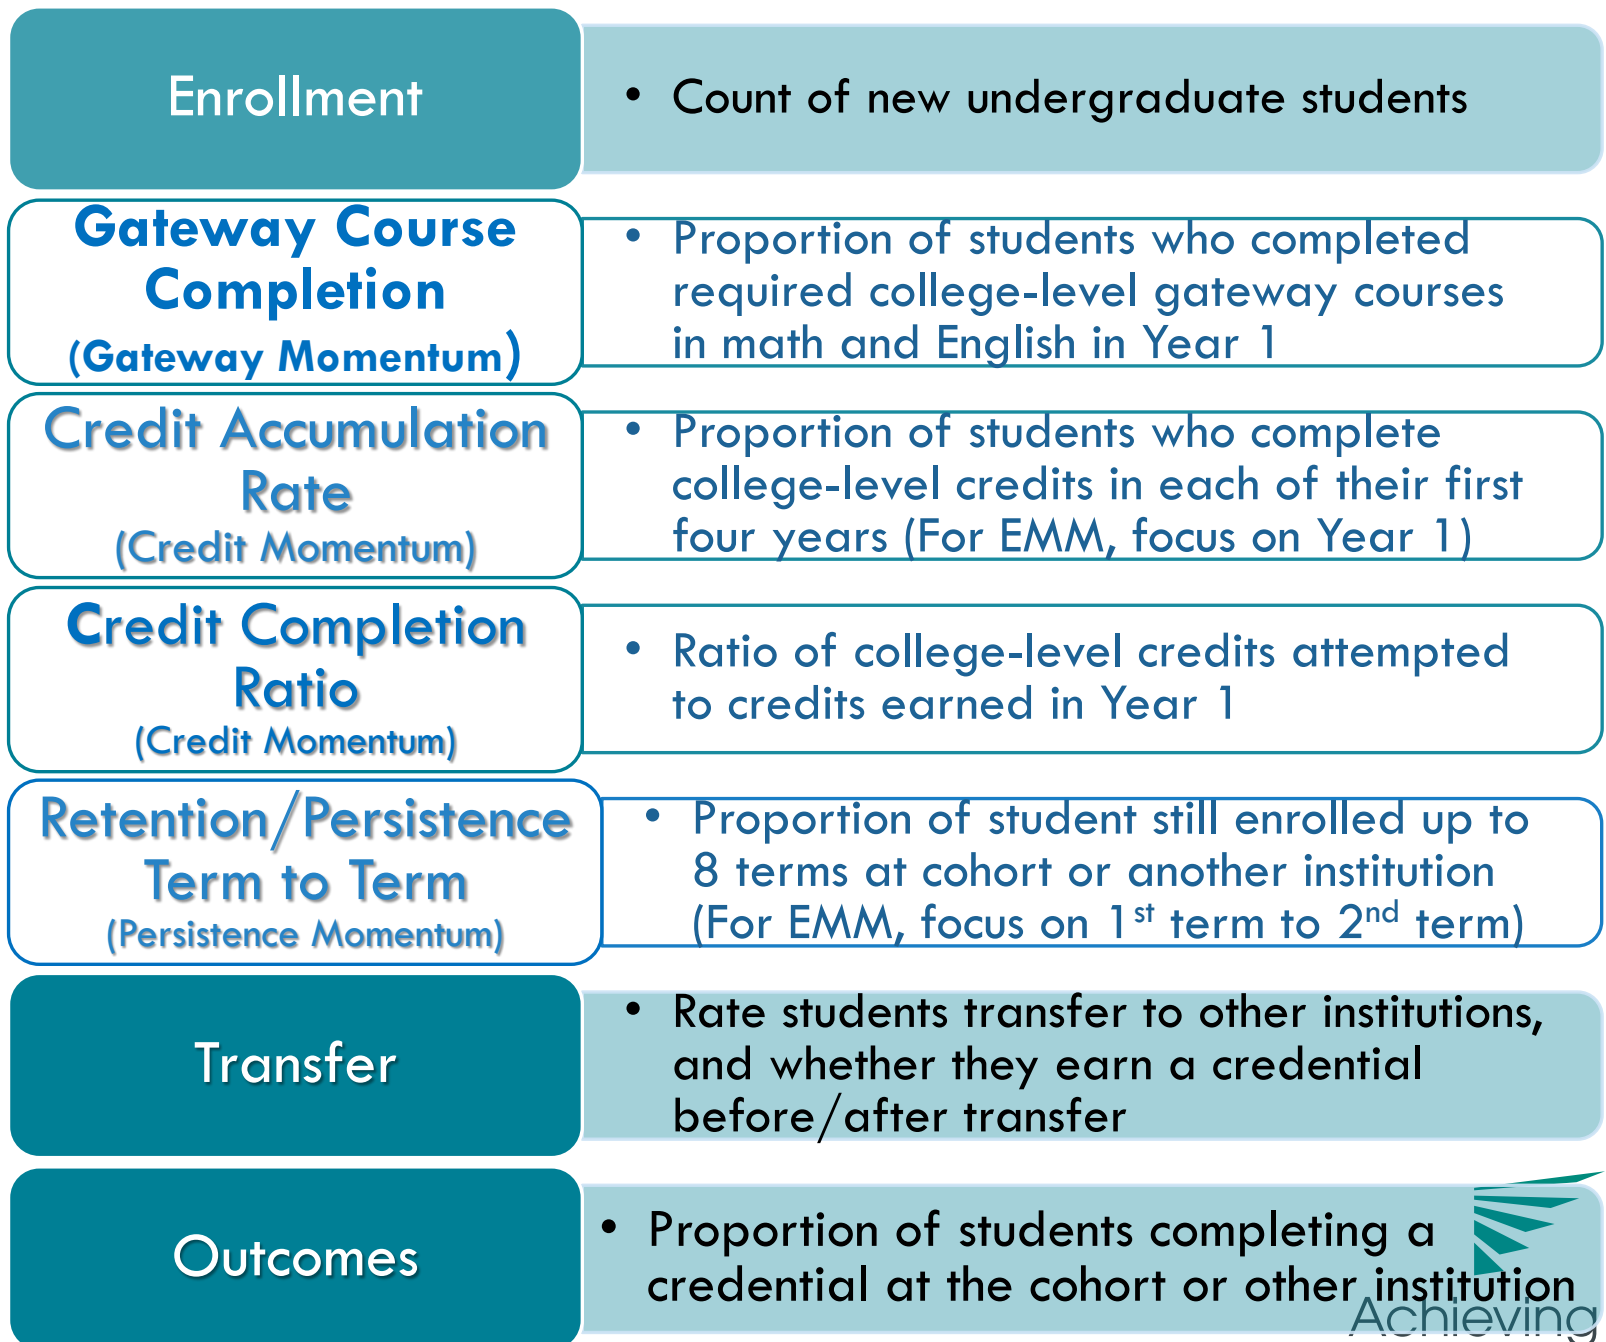 Enrollment
• Count of new undergraduate students
Gateway Course
Completion
(Gateway Momentum)
• Proportion of students who completed
required college-level gateway courses
in math and English in Year 1
Credit Accumulation
Rate
(Credit Momentum)
• Proportion of students who complete
college-level credits in each of their first
four years (For EMM, focus on Year 1)
Credit Completion
Ratio
(Credit Momentum)
• Ratio of college-level credits attempted
to credits earned in Year 1
Retention/Persistence
Term to Term
(Persistence Momentum)
• Proportion of student still enrolled up to
8 terms at cohort or another institution
(For EMM, focus on 1st term to 2nd term)
Transfer
• Rate students transfer to other institutions,
and whether they earn a credential
before/after transfer
Outcomes
• Proportion of students completing a
credential at the cohort or other institution
Achieving